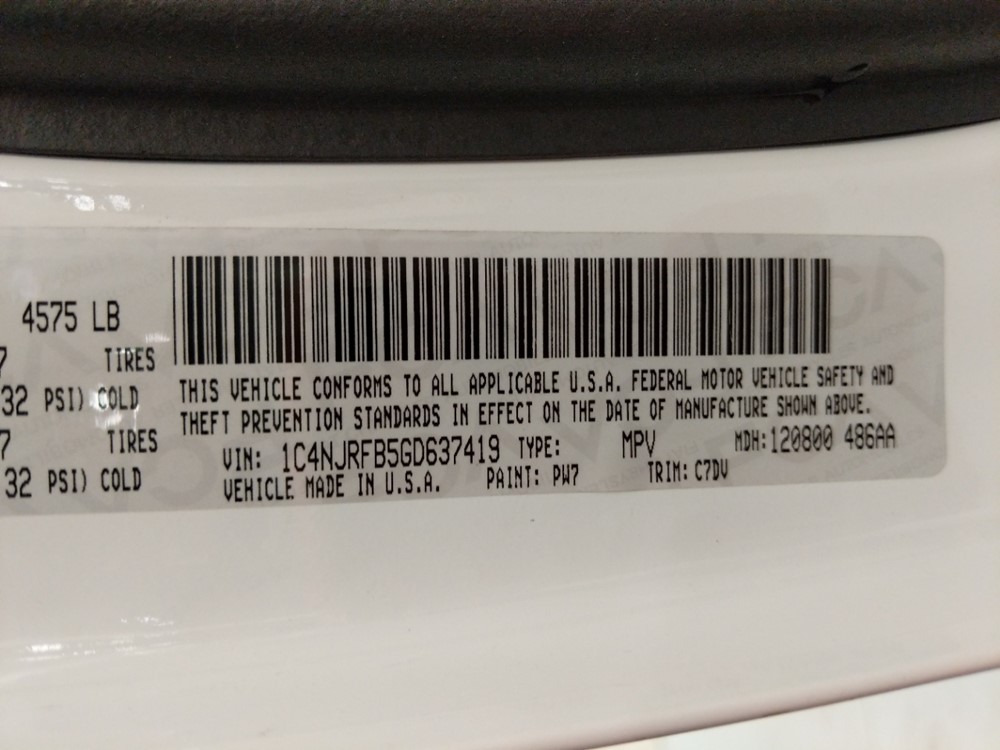 4575 LB
7 TIRES
32 PSI) COLD
7 TIRES
32 PSI) COLD
THIS VEHICLE CONFORMS TO ALL APPLICABLE U.S.A. FEDERAL MOTOR VEHICLE SAFETY AND
THEFT PREVENTION STANDARDS IN EFFECT ON THE DATE OF MANUFACTURE SHOWN ABOVE.
VIN: 1C4NJRFB5GD637419 TYPE: MPV MDH:120800 486AA
VEHICLE MADE IN U.S.A. PAINT: PW7 TRIM: C7DV